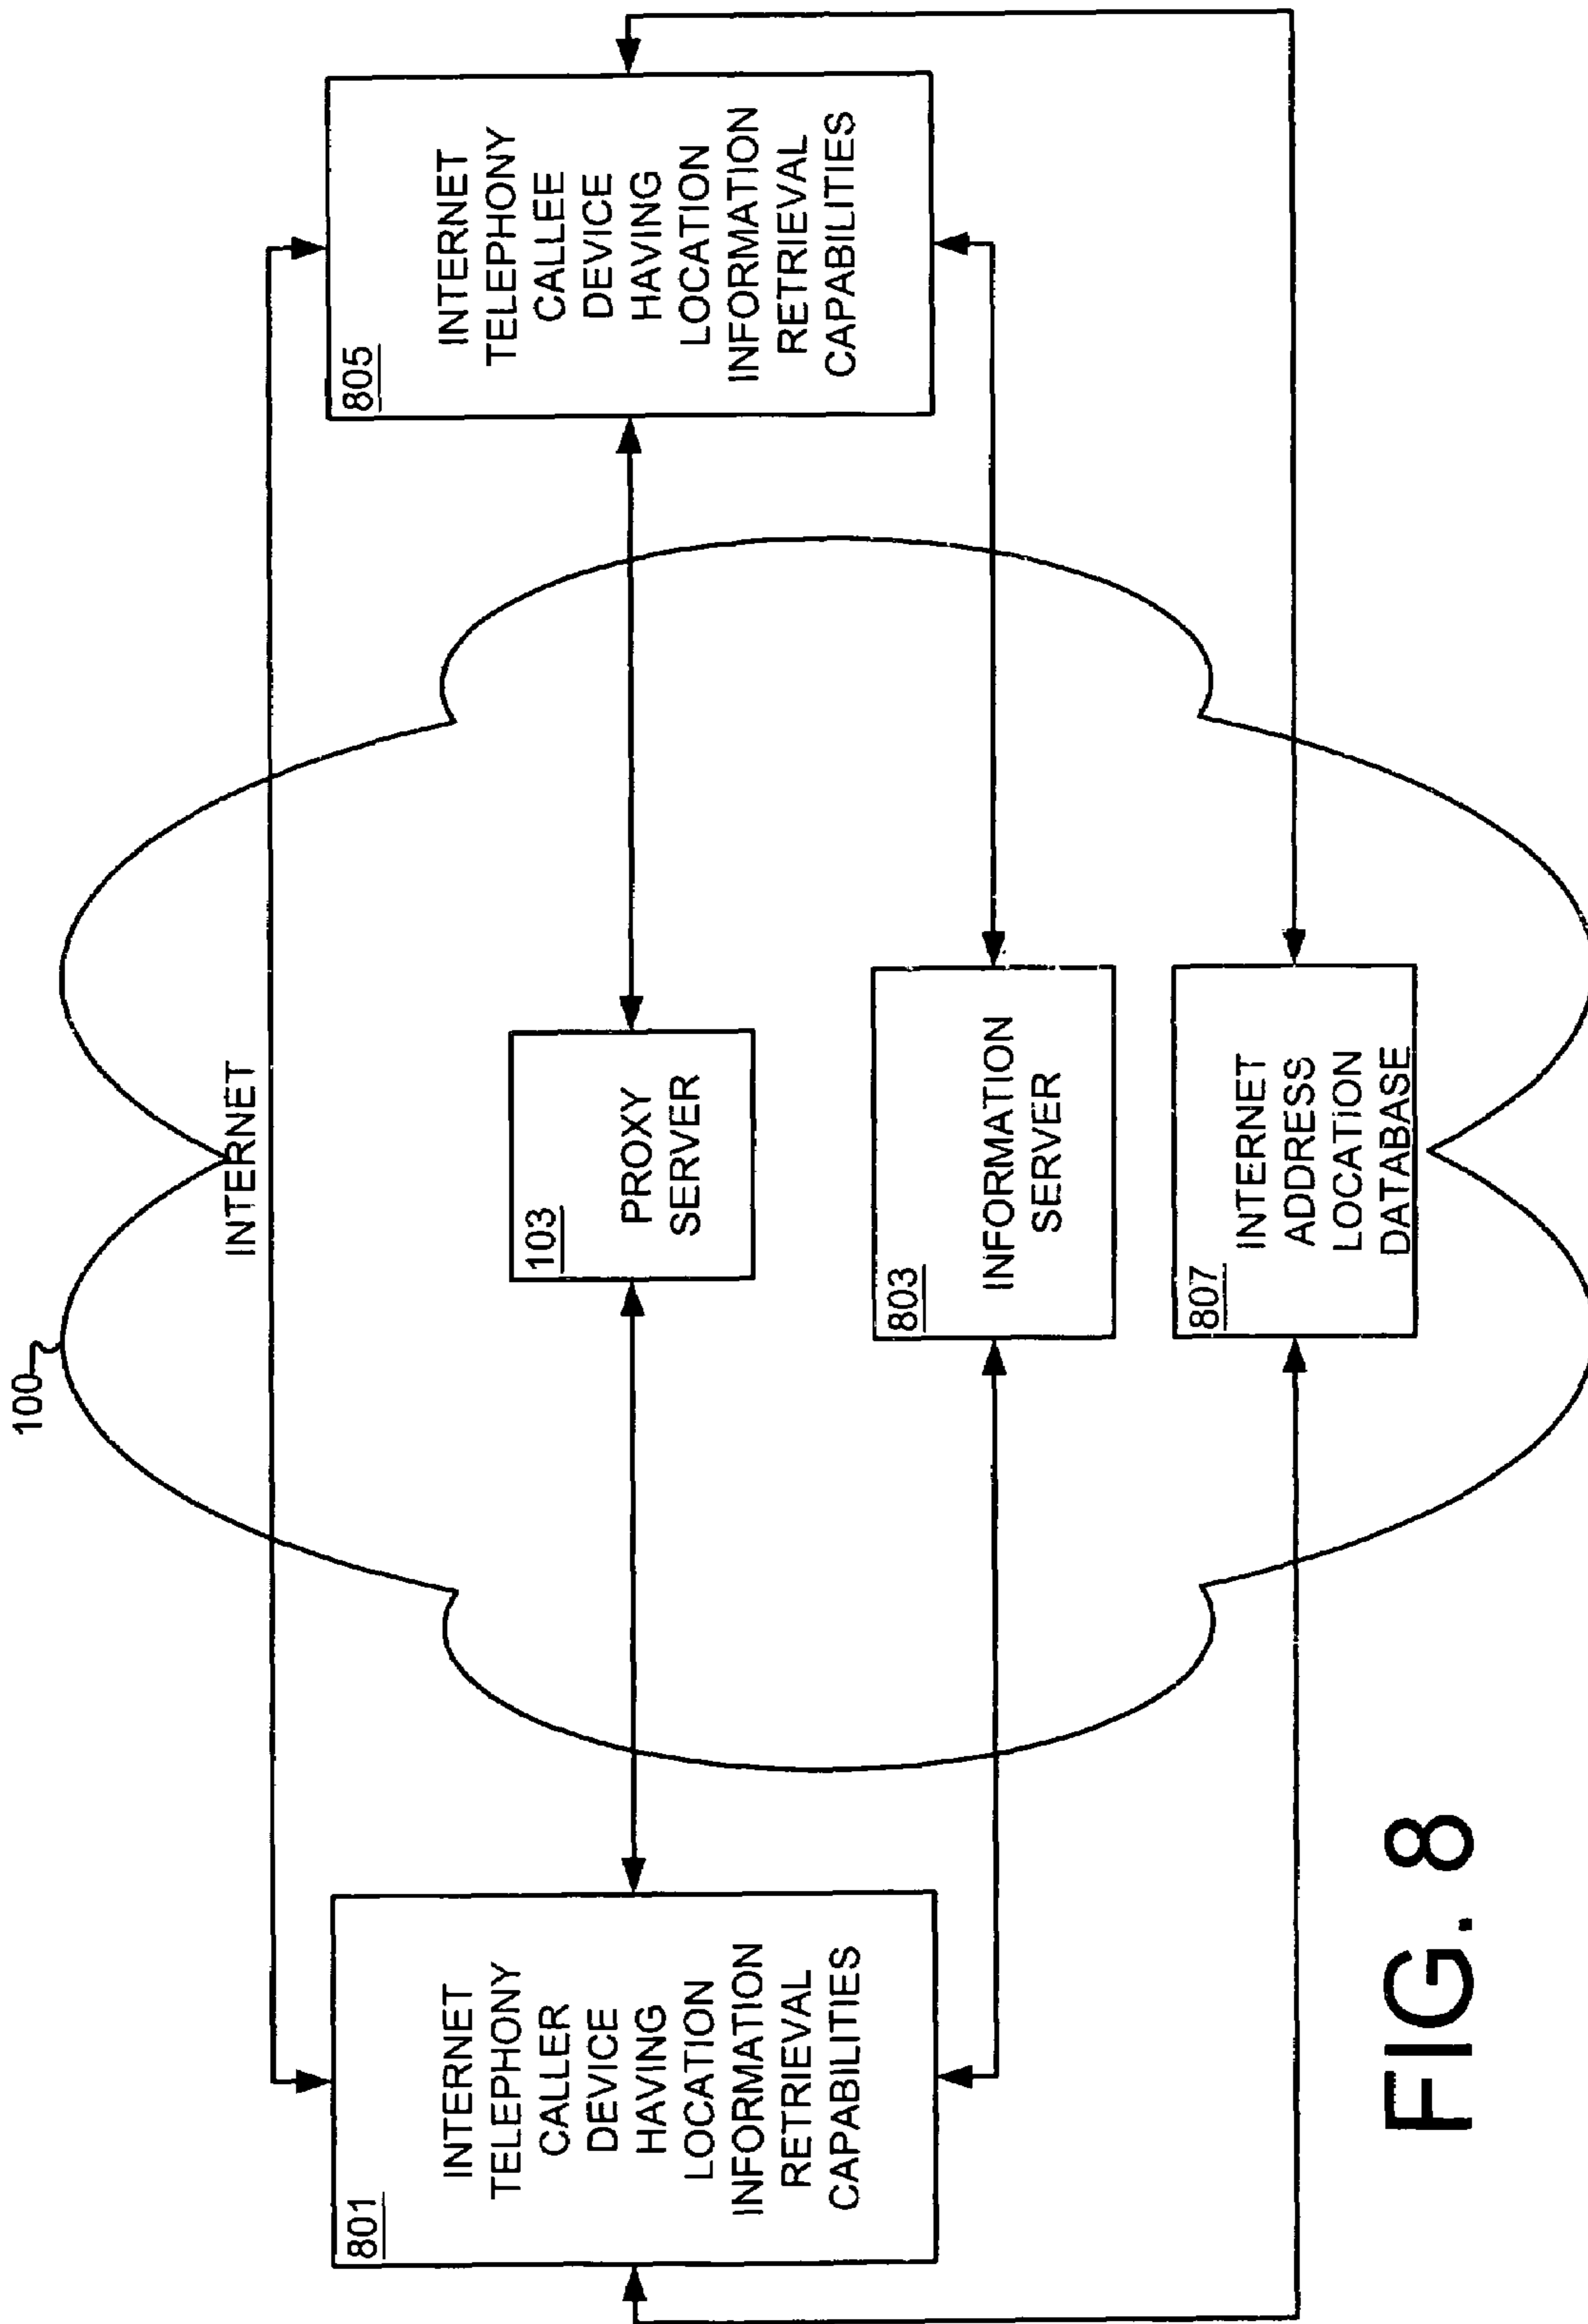 100
INTERNET
801
INTERNET
TELEPHONY
CALLER
DEVICE
HAVING
LOCATION
INFORMATION
RETRIEVAL
CAPABILITIES
103
PROXY
SERVER
803
INFORMATION
SERVER
807
INTERNET
ADDRESS
LOCATION
DATABASE
805
INTERNET
TELEPHONY
CALLEE
DEVICE
HAVING
LOCATION
INFORMATION
RETRIEVAL
CAPABILITIES
FIG. 8